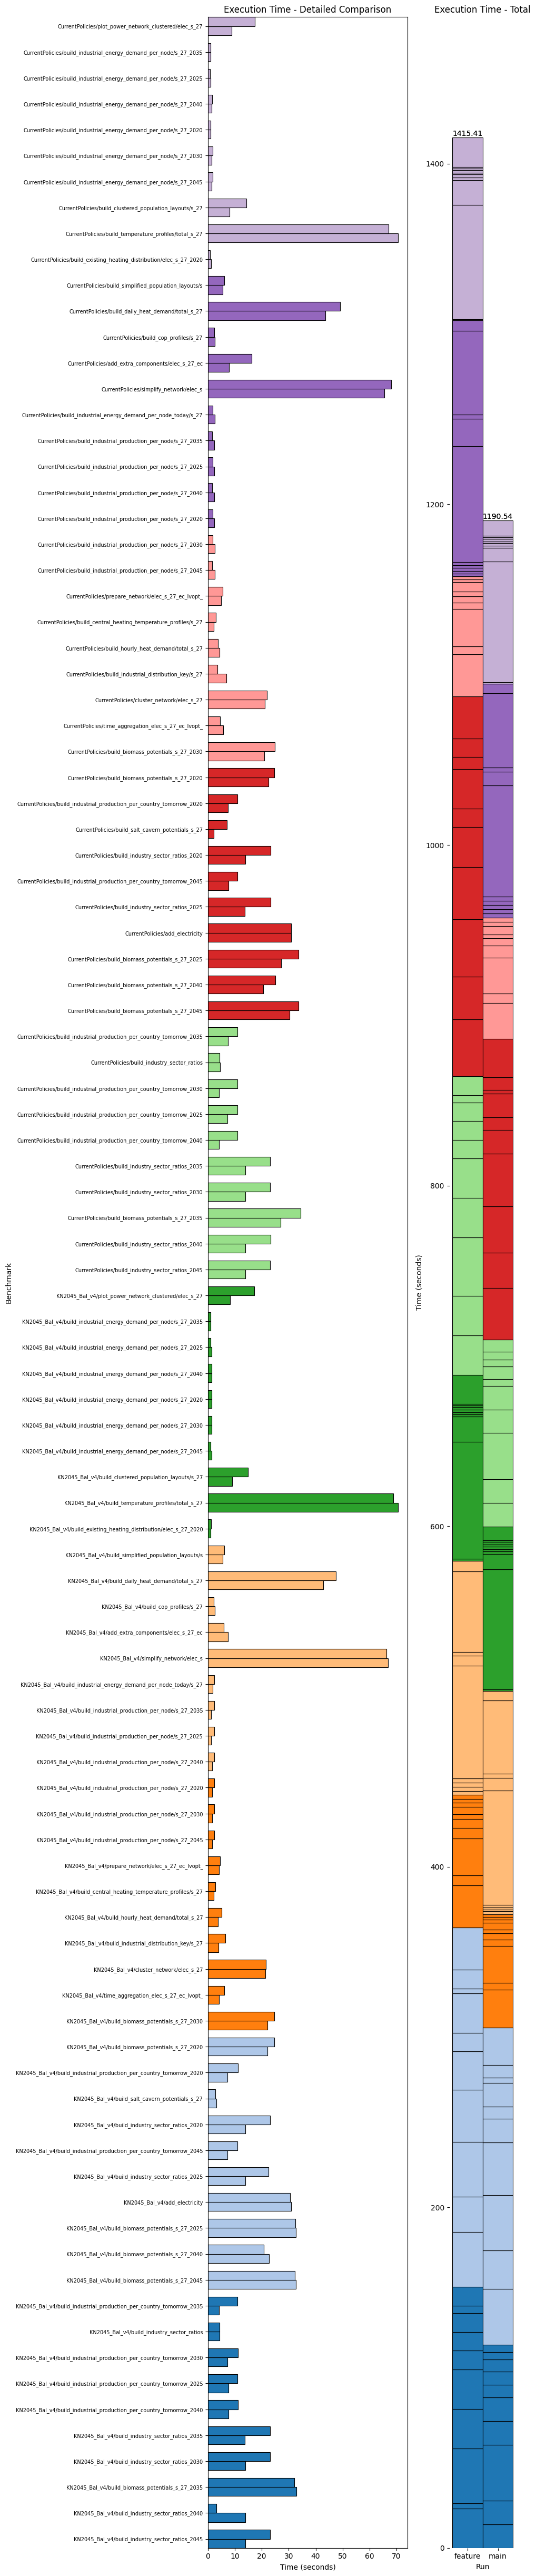 Execution Time - Detailed Comparison
Execution Time - Total
CurrentPolicies/plot_power_network_clustered/elec_s_27
CurrentPolicies/build_industrial_energy_demand_per_node/s_27_2035
CurrentPolicies/build_industrial_energy_demand_per_node/s_27_2025
CurrentPolicies/build_industrial_energy_demand_per_node/s_27_2040
CurrentPolicies/build_industrial_energy_demand_per_node/s_27_2020
CurrentPolicies/build_industrial_energy_demand_per_node/s_27_2030
CurrentPolicies/build_industrial_energy_demand_per_node/s_27_2045
CurrentPolicies/build_clustered_population_layouts/s_27
CurrentPolicies/build_temperature_profiles/total_s_27
CurrentPolicies/build_existing_heating_distribution/elec_s_27_2020
CurrentPolicies/build_simplified_population_layouts/s
CurrentPolicies/build_daily_heat_demand/total_s_27
CurrentPolicies/build_cop_profiles/s_27
CurrentPolicies/add_extra_components/elec_s_27_ec
CurrentPolicies/simplify_network/elec_s
CurrentPolicies/build_industrial_energy_demand_per_node_today/s_27
CurrentPolicies/build_industrial_production_per_node/s_27_2035
CurrentPolicies/build_industrial_production_per_node/s_27_2025
CurrentPolicies/build_industrial_production_per_node/s_27_2040
CurrentPolicies/build_industrial_production_per_node/s_27_2020
CurrentPolicies/build_industrial_production_per_node/s_27_2030
CurrentPolicies/build_industrial_production_per_node/s_27_2045
CurrentPolicies/prepare_network/elec_s_27_ec_lvopt_
CurrentPolicies/build_central_heating_temperature_profiles/s_27
CurrentPolicies/build_hourly_heat_demand/total_s_27
CurrentPolicies/build_industrial_distribution_key/s_27
CurrentPolicies/cluster_network/elec_s_27
CurrentPolicies/time_aggregation_elec_s_27_ec_lvopt_
CurrentPolicies/build_biomass_potentials_s_27_2030
CurrentPolicies/build_biomass_potentials_s_27_2020
CurrentPolicies/build_industrial_production_per_country_tomorrow_2020
CurrentPolicies/build_salt_cavern_potentials_s_27
CurrentPolicies/build_industry_sector_ratios_2020
CurrentPolicies/build_industrial_production_per_country_tomorrow_2045
CurrentPolicies/build_industry_sector_ratios_2025
CurrentPolicies/add_electricity
CurrentPolicies/build_biomass_potentials_s_27_2025
CurrentPolicies/build_biomass_potentials_s_27_2040
CurrentPolicies/build_biomass_potentials_s_27_2045
CurrentPolicies/build_industrial_production_per_country_tomorrow_2035
CurrentPolicies/build_industry_sector_ratios
CurrentPolicies/build_industrial_production_per_country_tomorrow_2030
CurrentPolicies/build_industrial_production_per_country_tomorrow_2025
CurrentPolicies/build_industrial_production_per_country_tomorrow_2040
CurrentPolicies/build_industry_sector_ratios_2035
CurrentPolicies/build_industry_sector_ratios_2030
CurrentPolicies/build_biomass_potentials_s_27_2035
CurrentPolicies/build_industry_sector_ratios_2040
CurrentPolicies/build_industry_sector_ratios_2045
KN2045_Bal_v4/plot_power_network_clustered/elec_s_27
KN2045_Bal_v4/build_industrial_energy_demand_per_node/s_27_2035
KN2045_Bal_v4/build_industrial_energy_demand_per_node/s_27_2025
KN2045_Bal_v4/build_industrial_energy_demand_per_node/s_27_2040
KN2045_Bal_v4/build_industrial_energy_demand_per_node/s_27_2020
KN2045_Bal_v4/build_industrial_energy_demand_per_node/s_27_2030
KN2045_Bal_v4/build_industrial_energy_demand_per_node/s_27_2045
KN2045_Bal_v4/build_clustered_population_layouts/s_27
KN2045_Bal_v4/build_temperature_profiles/total_s_27
KN2045_Bal_v4/build_existing_heating_distribution/elec_s_27_2020
KN2045_Bal_v4/build_simplified_population_layouts/s
KN2045_Bal_v4/build_daily_heat_demand/total_s_27
KN2045_Bal_v4/build_cop_profiles/s_27
KN2045_Bal_v4/add_extra_components/elec_s_27_ec
KN2045_Bal_v4/simplify_network/elec_s
KN2045_Bal_v4/build_industrial_energy_demand_per_node_today/s_27
KN2045_Bal_v4/build_industrial_production_per_node/s_27_2035
KN2045_Bal_v4/build_industrial_production_per_node/s_27_2025
KN2045_Bal_v4/build_industrial_production_per_node/s_27_2040
KN2045_Bal_v4/build_industrial_production_per_node/s_27_2020
KN2045_Bal_v4/build_industrial_production_per_node/s_27_2030
KN2045_Bal_v4/build_industrial_production_per_node/s_27_2045
KN2045_Bal_v4/prepare_network/elec_s_27_ec_lvopt_
KN2045_Bal_v4/build_central_heating_temperature_profiles/s_27
KN2045_Bal_v4/build_hourly_heat_demand/total_s_27
KN2045_Bal_v4/build_industrial_distribution_key/s_27
KN2045_Bal_v4/cluster_network/elec_s_27
KN2045_Bal_v4/time_aggregation_elec_s_27_ec_lvopt_
KN2045_Bal_v4/build_biomass_potentials_s_27_2030
KN2045_Bal_v4/build_biomass_potentials_s_27_2020
KN2045_Bal_v4/build_industrial_production_per_country_tomorrow_2020
KN2045_Bal_v4/build_salt_cavern_potentials_s_27
KN2045_Bal_v4/build_industry_sector_ratios_2020
KN2045_Bal_v4/build_industrial_production_per_country_tomorrow_2045
KN2045_Bal_v4/build_industry_sector_ratios_2025
KN2045_Bal_v4/add_electricity
KN2045_Bal_v4/build_biomass_potentials_s_27_2025
KN2045_Bal_v4/build_biomass_potentials_s_27_2040
KN2045_Bal_v4/build_biomass_potentials_s_27_2045
KN2045_Bal_v4/build_industrial_production_per_country_tomorrow_2035
KN2045_Bal_v4/build_industry_sector_ratios
KN2045_Bal_v4/build_industrial_production_per_country_tomorrow_2030
KN2045_Bal_v4/build_industrial_production_per_country_tomorrow_2025
KN2045_Bal_v4/build_industrial_production_per_country_tomorrow_2040
KN2045_Bal_v4/build_industry_sector_ratios_2035
KN2045_Bal_v4/build_industry_sector_ratios_2030
KN2045_Bal_v4/build_biomass_potentials_s_27_2035
KN2045_Bal_v4/build_industry_sector_ratios_2040
KN2045_Bal_v4/build_industry_sector_ratios_2045
Benchmark
0 10 20 30 40 50 60 70
Time (seconds)
1415.41
1190.54
1400
1200
1000
800
600
400
200
0
Time (seconds)
feature main
Run